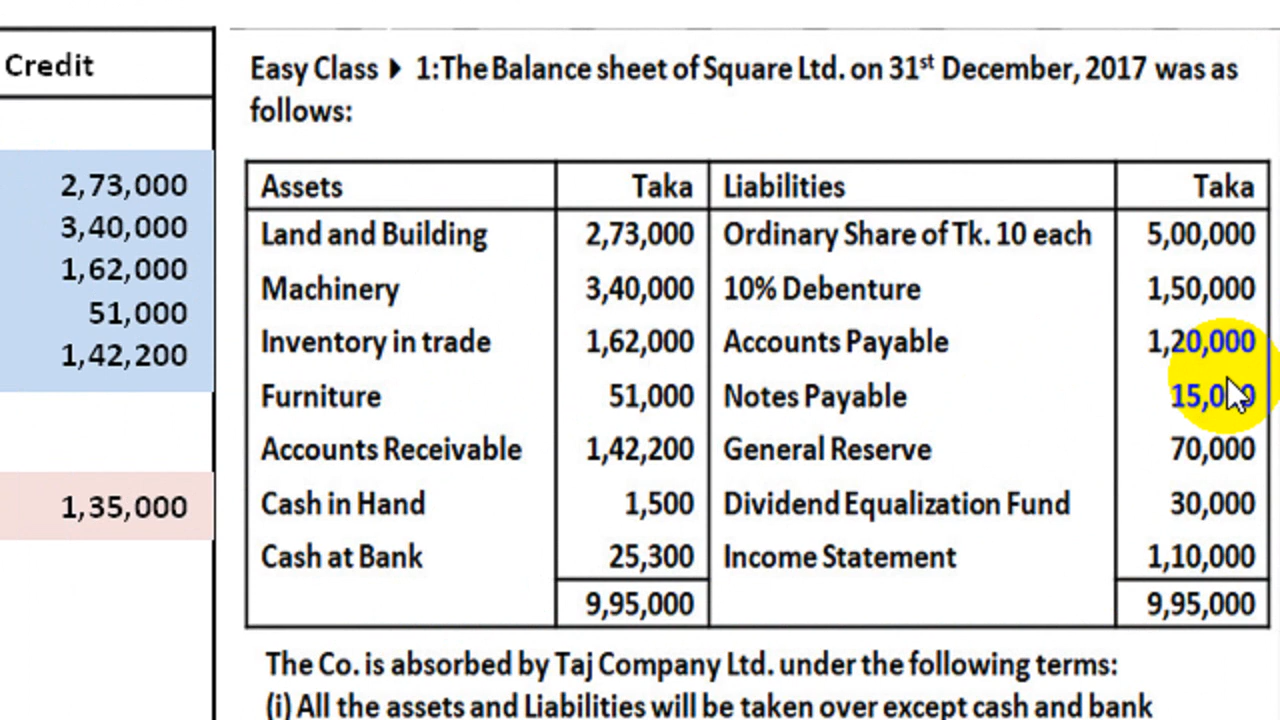 Credit
2,73,000
3,40,000
1,62,000
51,000
1,42,200
1,35,000
Easy Class ▶ 1:The Balance sheet of Square Ltd. on 31st December, 2017 was as
follows:
Assets Taka Liabilities Taka
Land and Building 2,73,000 Ordinary Share of Tk. 10 each 5,00,000
Machinery 3,40,000 10% Debenture 1,50,000
Inventory in trade 1,62,000 Accounts Payable 1,20,000
Furniture 51,000 Notes Payable 15,000
Accounts Receivable 1,42,200 General Reserve 70,000
Cash in Hand 1,500 Dividend Equalization Fund 30,000
Cash at Bank 25,300 Income Statement 1,10,000
9,95,000 9,95,000
The Co. is absorbed by Taj Company Ltd. under the following terms:
(i) All the assets and Liabilities will be taken over except cash and bank